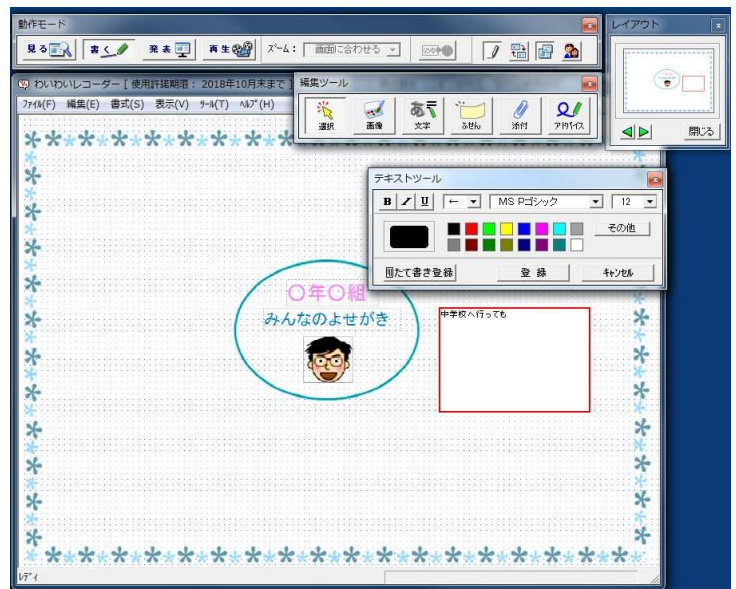 動作モード
見る 書く 発表 再生 ズーム： 画面に合わせる
レイアウト
閉じる
わいわいレコーダー [ 使用許諾期限： 2018年10月末まで ]
ファイル(F) 編集(E) 書式(S) 表示(V) ツール(T) ヘルプ(H)
編集ツール
選択 画像 文字 ふせん 添付 アドバイス
テキストツール
B I U ← MS Pゴシック 12
その他
たて書き登録 登録 キャンセル
〇年〇組
みんなのよせがき
中学校へ行っても
レディ